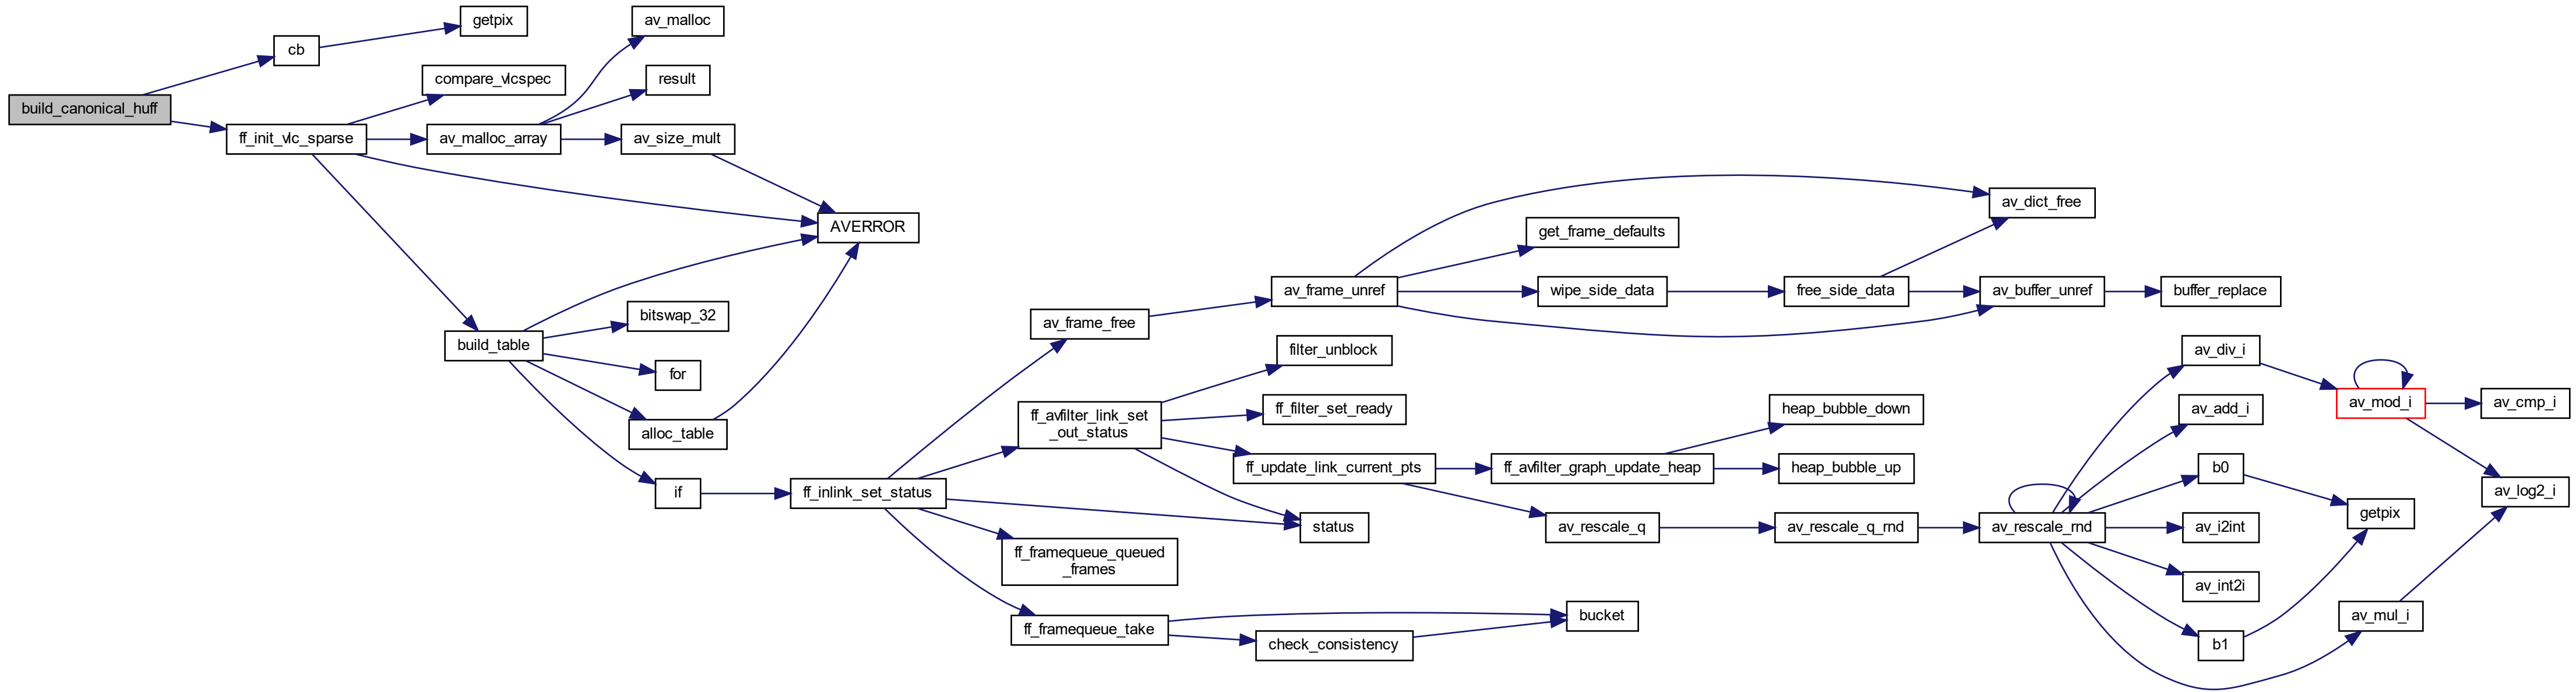 build_canonical_huff
cb
getpix
ff_init_vlc_sparse
compare_vlcspec
av_malloc_array
av_malloc
result
av_size_mult
AVERROR
build_table
bitswap_32
for
alloc_table
if
ff_inlink_set_status
av_frame_free
av_frame_unref
av_dict_free
get_frame_defaults
wipe_side_data
free_side_data
av_buffer_unref
buffer_replace
ff_avfilter_link_set
_out_status
filter_unblock
ff_filter_set_ready
ff_update_link_current_pts
status
ff_avfilter_graph_update_heap
heap_bubble_down
heap_bubble_up
av_rescale_q
av_rescale_q_rnd
av_rescale_rnd
av_div_i
av_mod_i
av_cmp_i
av_add_i
b0
av_log2_i
getpix
av_i2int
av_int2i
b1
av_mul_i
ff_framequeue_queued
_frames
ff_framequeue_take
check_consistency
bucket